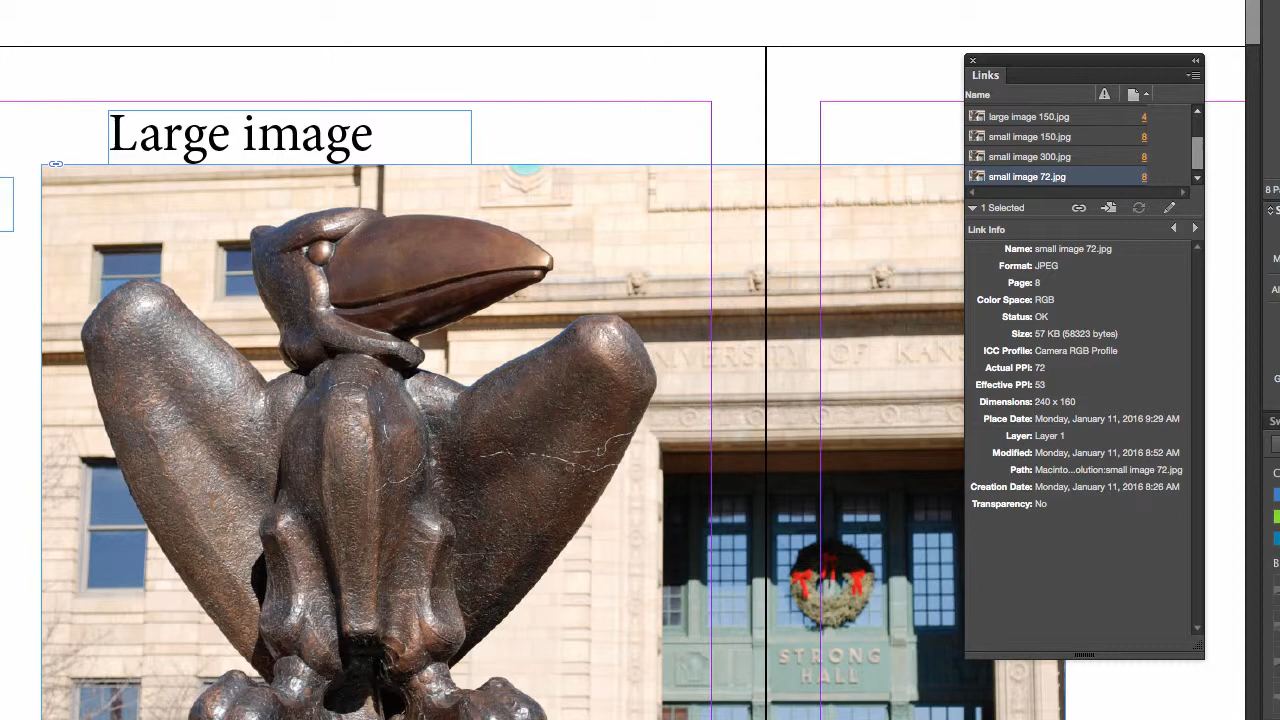 Large image
UNIVERSITY OF KANS
STRONG
HALL
Links
Name
large image 150.jpg 4
small image 150.jpg 8
small image 300.jpg 8
small image 72.jpg 8
1 Selected
Link Info
Name: small image 72.jpg
Format: JPEG
Page: 8
Color Space: RGB
Status: OK
Size: 57 KB (58323 bytes)
ICC Profile: Camera RGB Profile
Actual PPI: 72
Effective PPI: 53
Dimensions: 240 x 160
Place Date: Monday, January 11, 2016 9:29 AM
Layer: Layer 1
Modified: Monday, January 11, 2016 8:52 AM
Path: Macinto...olution:small image 72.jpg
Creation Date: Monday, January 11, 2016 8:26 AM
Transparency: No
8 P